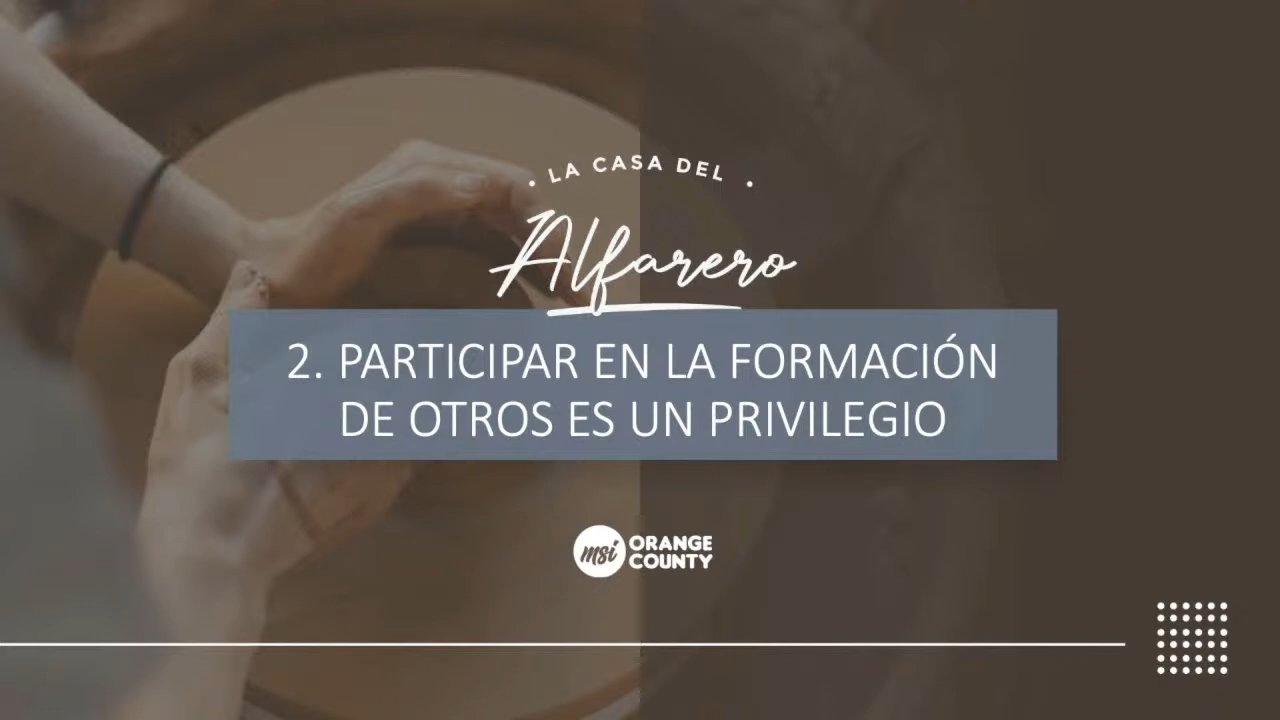 · LA CASA DEL ·
Alfarero
2. PARTICIPAR EN LA FORMACIÓN
DE OTROS ES UN PRIVILEGIO
msi ORANGE
COUNTY